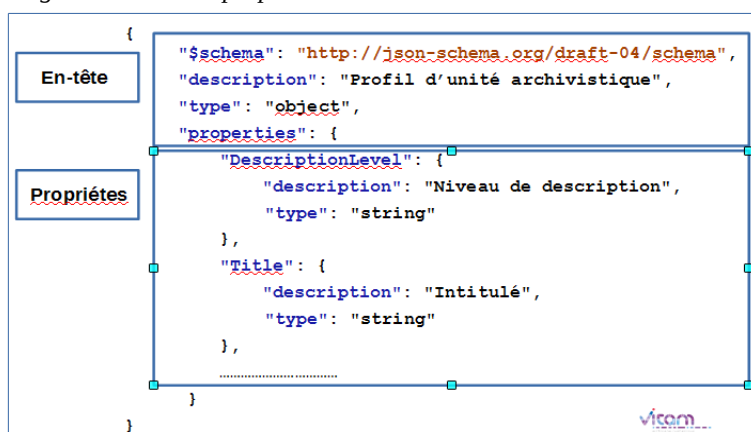 {
"$schema": "http://json-schema.org/draft-04/schema",
En-tête
"description": "Profil d’unité archivistique",
"type": "object",
"properties": {
"DescriptionLevel": {
Propriétes
"description": "Niveau de description",
"type": "string"
},
"Title": {
"description": "Intitulé",
"type": "string"
},
.................................
}
}
vitam